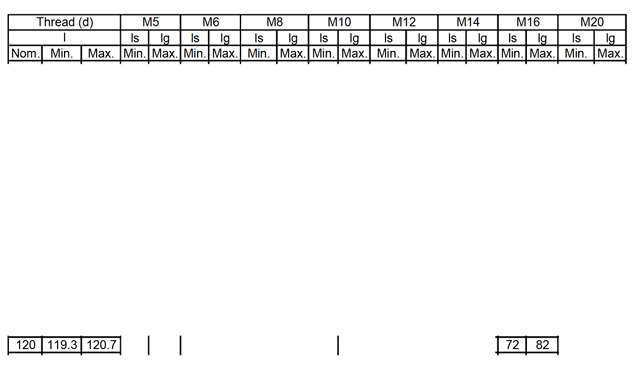 Thread (d) M5 M6 M8 M10 M12 M14 M16 M20
l ls lg ls lg ls lg ls lg ls lg ls lg ls lg ls lg
Nom. Min. Max. Min. Max. Min. Max. Min. Max. Min. Max. Min. Max. Min. Max. Min. Max. Min. Max.
120 119.3 120.7 72 82